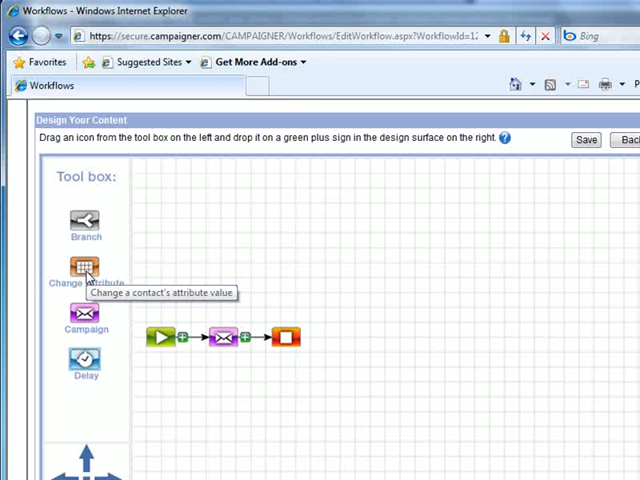 Workflows - Windows Internet Explorer
https://secure.campaigner.com/CAMPAIGNER/Workflows/EditWorkflow.aspx?WorkflowId=12
Bing
Favorites Suggested Sites Get More Add-ons
Workflows
Design Your Content
Drag an icon from the tool box on the left and drop it on a green plus sign in the design surface on the right. ? Save Back
Tool box:
Branch
Change
Change a contact's attribute value
Campaign
Delay